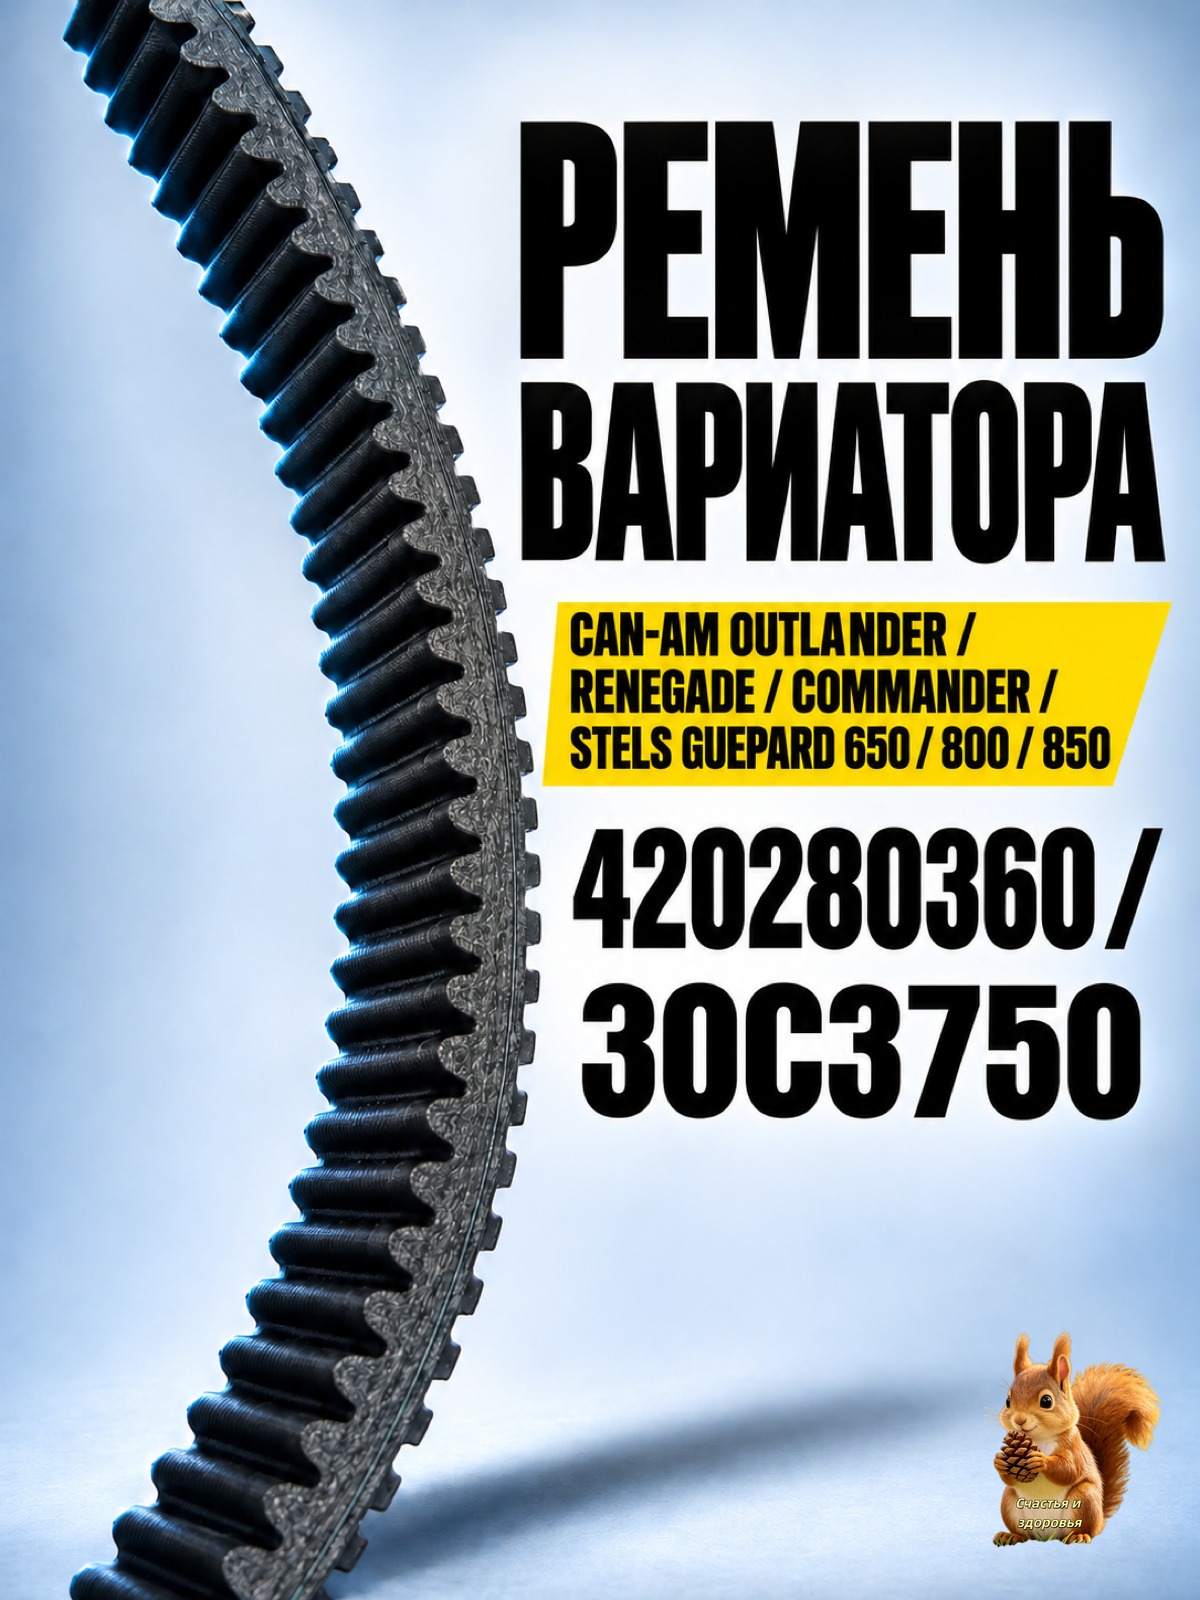 РЕМЕНЬ
ВАРИАТОРА
CAN-AM OUTLANDER /
RENEGADE / COMMANDER /
STELS GUEPARD 650 / 800 / 850
420280360 /
30C3750
Счастья и
здоровья